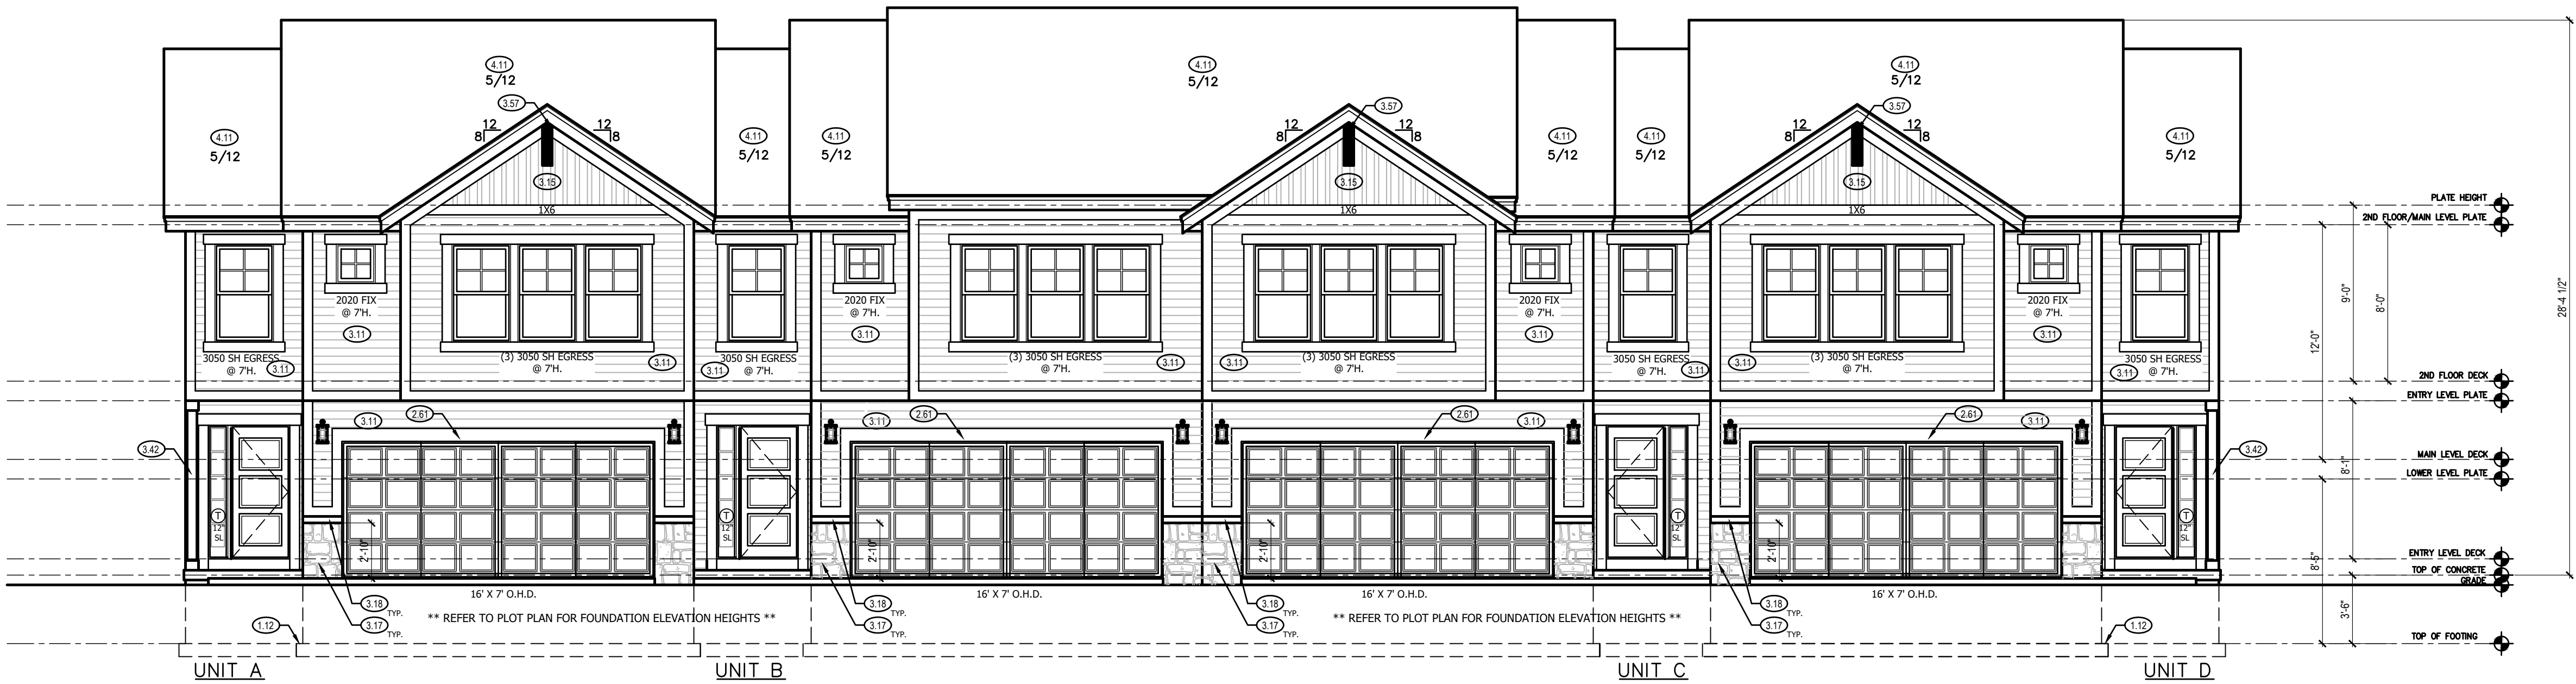 4.11
5/12
4.11
5/12
4.11
5/12
3.57
3.57
3.57
12
8
12
8
12
8
12
8
12
8
12
8
4.11
5/12
4.11
5/12
4.11
5/12
4.11
5/12
4.11
5/12
4.11
5/12
3.15
3.15
3.15
1X6
1X6
1X6
PLATE HEIGHT
2ND FLOOR/MAIN LEVEL PLATE
28'-4 1/2"
9'-0"
8'-0"
12'-0"
2020 FIX
@ 7'H.
3.11
2020 FIX
@ 7'H.
3.11
2020 FIX
@ 7'H.
3.11
2020 FIX
@ 7'H.
3.11
3050 SH EGRESS
@ 7'H.
3.11
(3) 3050 SH EGRESS
@ 7'H.
3.11
3050 SH EGRESS
@ 7'H.
3.11
(3) 3050 SH EGRESS
@ 7'H.
3.11
3.11
(3) 3050 SH EGRESS
@ 7'H.
3050 SH EGRESS
@ 7'H.
3.11
3.11
(3) 3050 SH EGRESS
@ 7'H.
3050 SH EGRESS
@ 7'H.
3.11
2ND FLOOR DECK
ENTRY LEVEL PLATE
3.11
2.61
3.11
2.61
2.61
3.11
2.61
3.11
3.42
3.42
MAIN LEVEL DECK
LOWER LEVEL PLATE
8'-1"
T
12"
SL
T
12"
SL
T
12"
SL
T
12"
SL
2'-10"
2'-10"
2'-10"
2'-10"
8'-5"
ENTRY LEVEL DECK
TOP OF CONCRETE
GRADE
16' X 7' O.H.D.
16' X 7' O.H.D.
16' X 7' O.H.D.
16' X 7' O.H.D.
3.18 TYP.
3.17 TYP.
3.18 TYP.
3.17 TYP.
3.18 TYP.
3.17 TYP.
3.18 TYP.
3.17 TYP.
** REFER TO PLOT PLAN FOR FOUNDATION ELEVATION HEIGHTS **
** REFER TO PLOT PLAN FOR FOUNDATION ELEVATION HEIGHTS **
3'-6"
1.12
1.12
TOP OF FOOTING
UNIT A
UNIT B
UNIT C
UNIT D